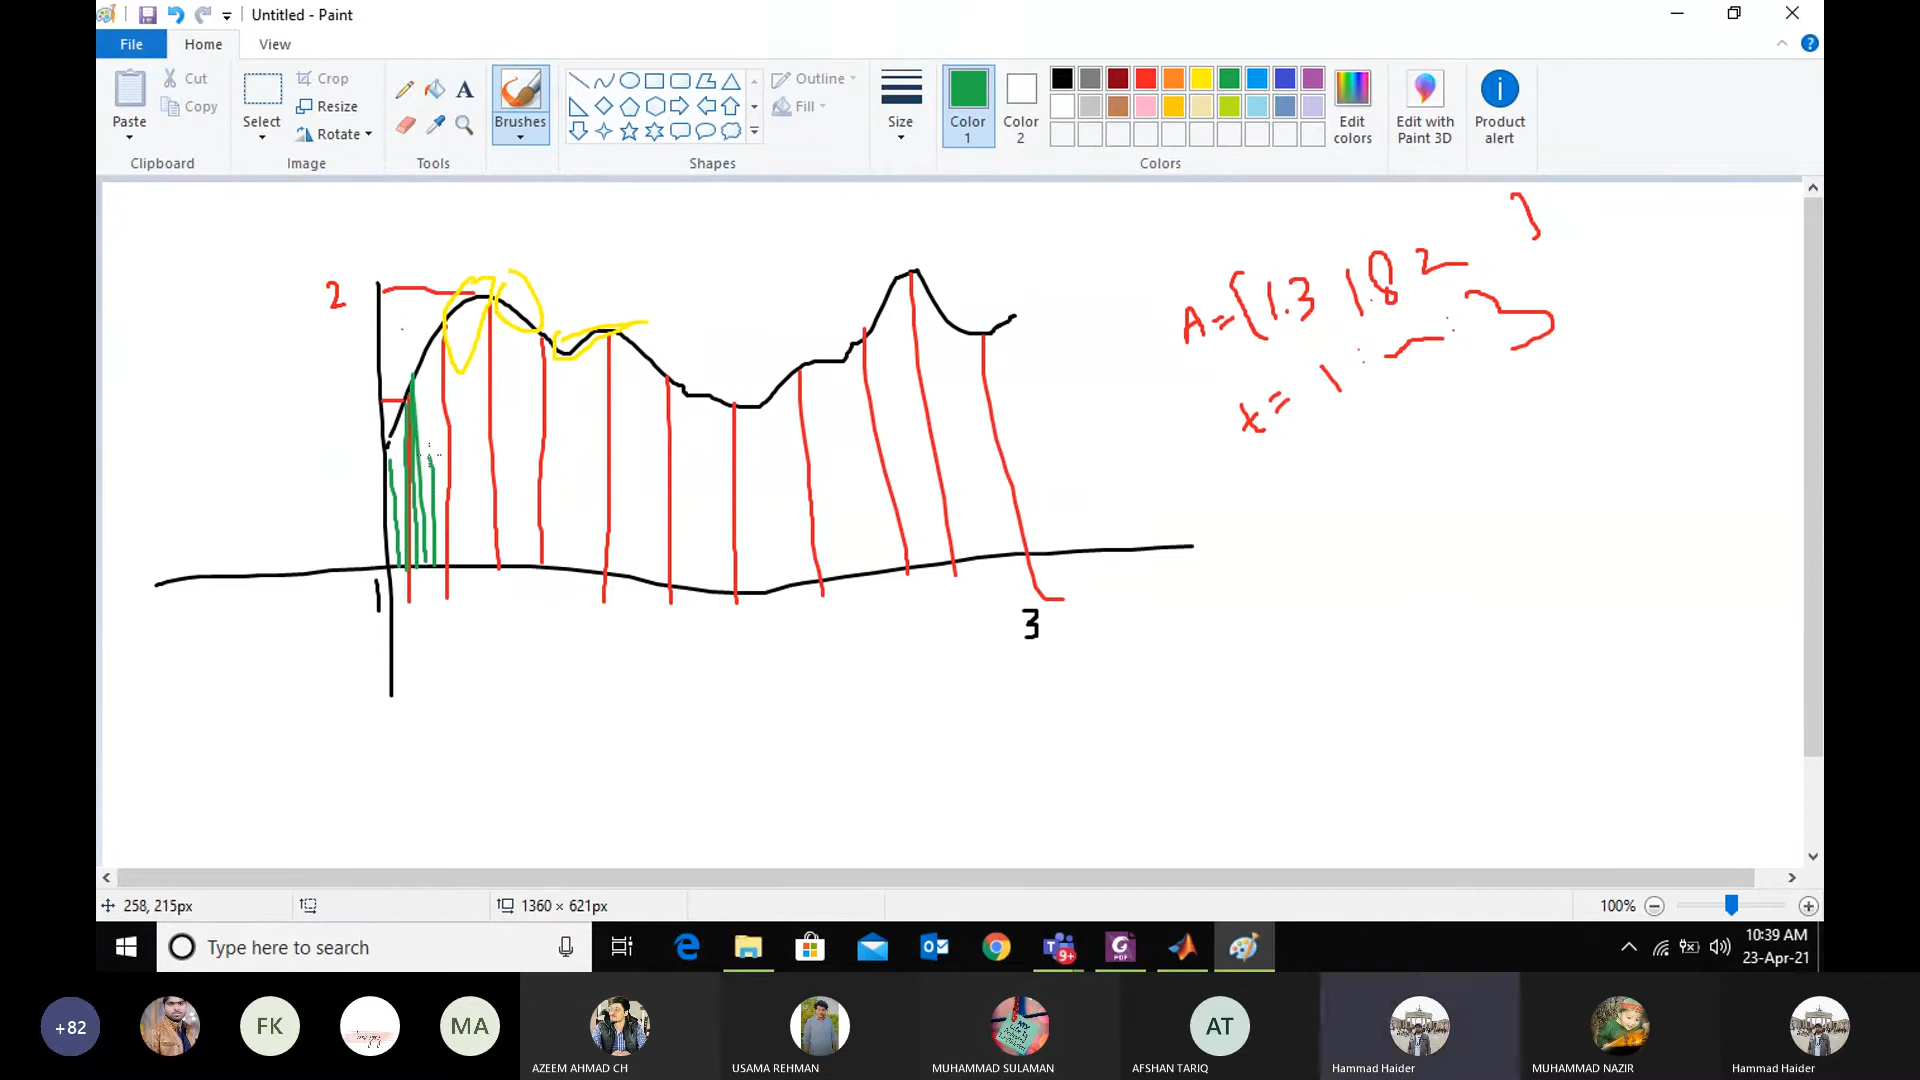 Untitled - Paint
File Home View
Paste
Cut
Copy
Clipboard
Select
Crop
Resize
Rotate
Image
Tools
Brushes
Outline
Fill
Shapes
Size
Color 1
Color 2
Colors
Edit colors
Edit with Paint 3D
Product alert
2
A = { 1.3 1.8 2
x = 1
1
3
258, 215px
1360 × 621px
100%
Type here to search
9+
10:39 AM
23-Apr-21
+82
FK
MA
AT
AZEEM AHMAD CH
USAMA REHMAN
MUHAMMAD SULAMAN
AFSHAN TARIQ
Hammad Haider
MUHAMMAD NAZIR
Hammad Haider